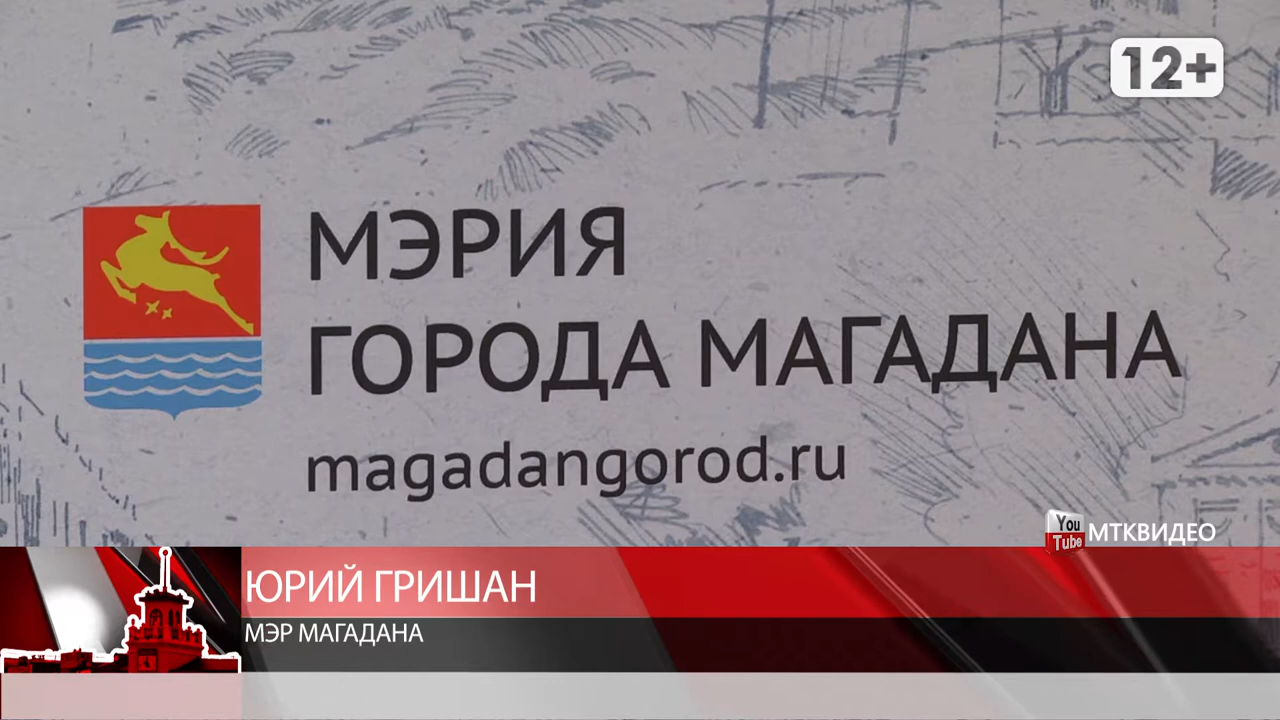 12+
МЭРИЯ
ГОРОДА МАГАДАНА
magadangorod.ru
You
Tube
МТКВИДЕО
ЮРИЙ ГРИШАН
МЭР МАГАДАНА